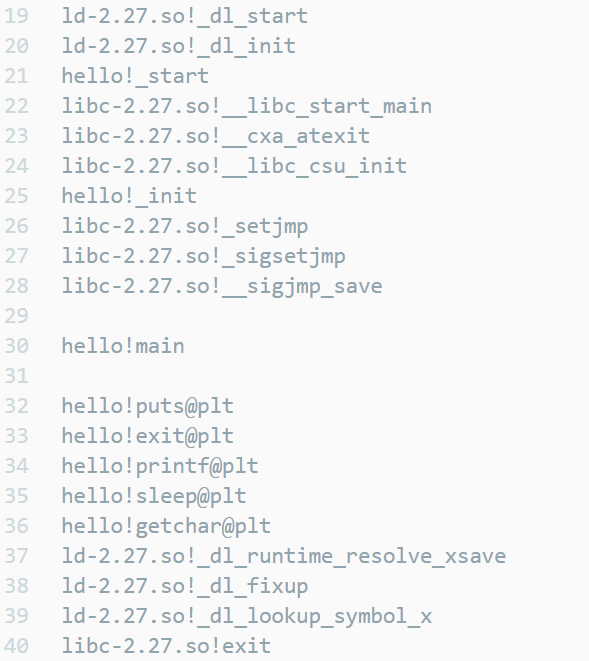 19 ld-2.27.so!_dl_start
20 ld-2.27.so!_dl_init
21 hello!_start
22 libc-2.27.so!__libc_start_main
23 libc-2.27.so!__cxa_atexit
24 libc-2.27.so!__libc_csu_init
25 hello!_init
26 libc-2.27.so!_setjmp
27 libc-2.27.so!_sigsetjmp
28 libc-2.27.so!__sigjmp_save
29
30 hello!main
31
32 hello!puts@plt
33 hello!exit@plt
34 hello!printf@plt
35 hello!sleep@plt
36 hello!getchar@plt
37 ld-2.27.so!_dl_runtime_resolve_xsave
38 ld-2.27.so!_dl_fixup
39 ld-2.27.so!_dl_lookup_symbol_x
40 libc-2.27.so!exit